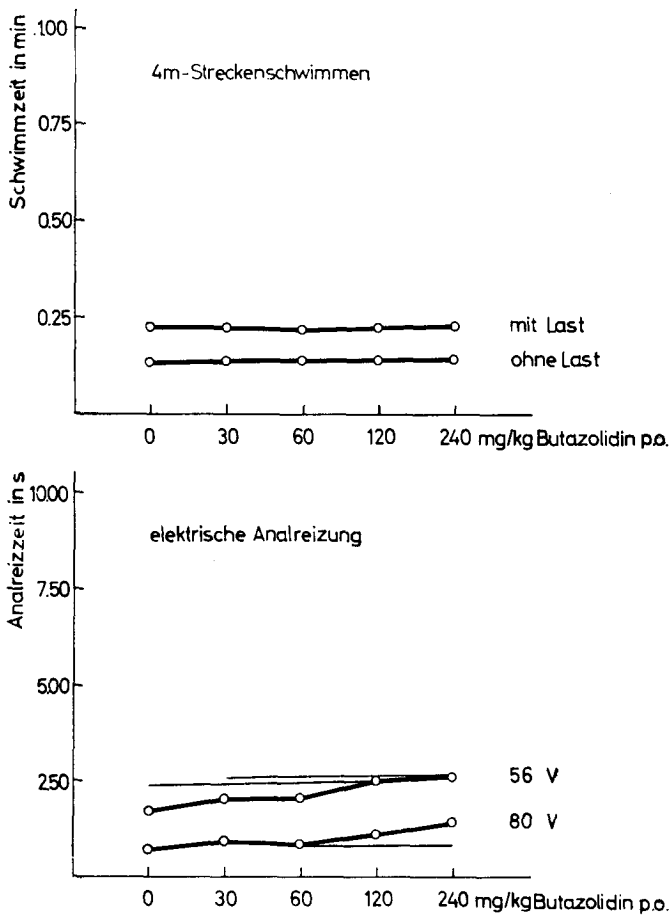 Schwimmzeit in min
1.00
4m-Streckenschwimmen
0.75
0.50
0.25
mit Last
ohne Last
0 30 60 120 240 mg/kg Butazolidin p.o.
Analreizzeit in s
10.00
elektrische Analreizung
7.50
5.00
2.50
56 V
80 V
0 30 60 120 240 mg/kg Butazolidin p.o.